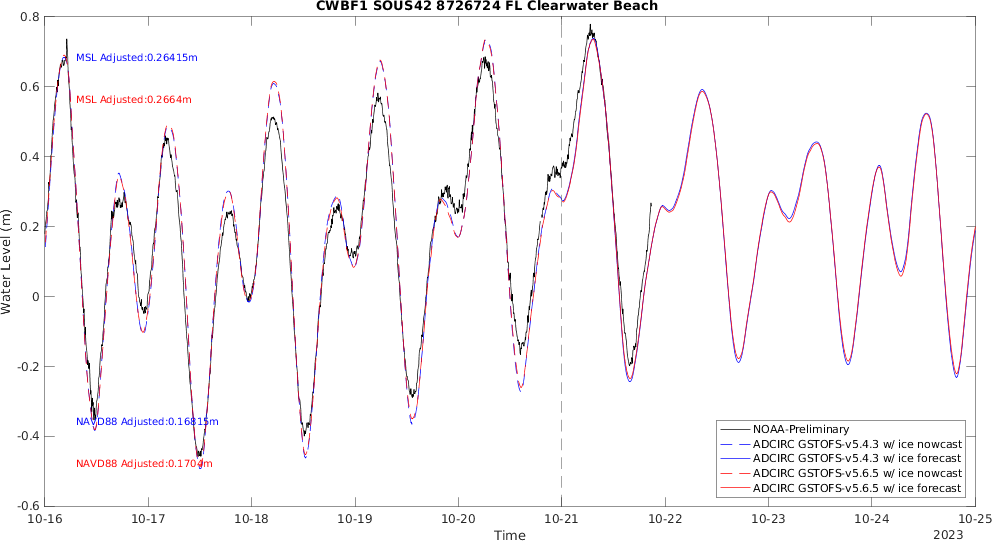 CWBF1 SOUS42 8726724 FL Clearwater Beach
0.8
0.6
0.4
0.2
0
-0.2
-0.4
-0.6
Water Level (m)
MSL Adjusted:0.26415m
MSL Adjusted:0.2664m
NAVD88 Adjusted:0.16815m
NAVD88 Adjusted:0.1704m
NOAA-Preliminary
ADCIRC GSTOFS-v5.4.3 w/ ice nowcast
ADCIRC GSTOFS-v5.4.3 w/ ice forecast
ADCIRC GSTOFS-v5.6.5 w/ ice nowcast
ADCIRC GSTOFS-v5.6.5 w/ ice forecast
10-16 10-17 10-18 10-19 10-20 10-21 10-22 10-23 10-24 10-25
Time
2023